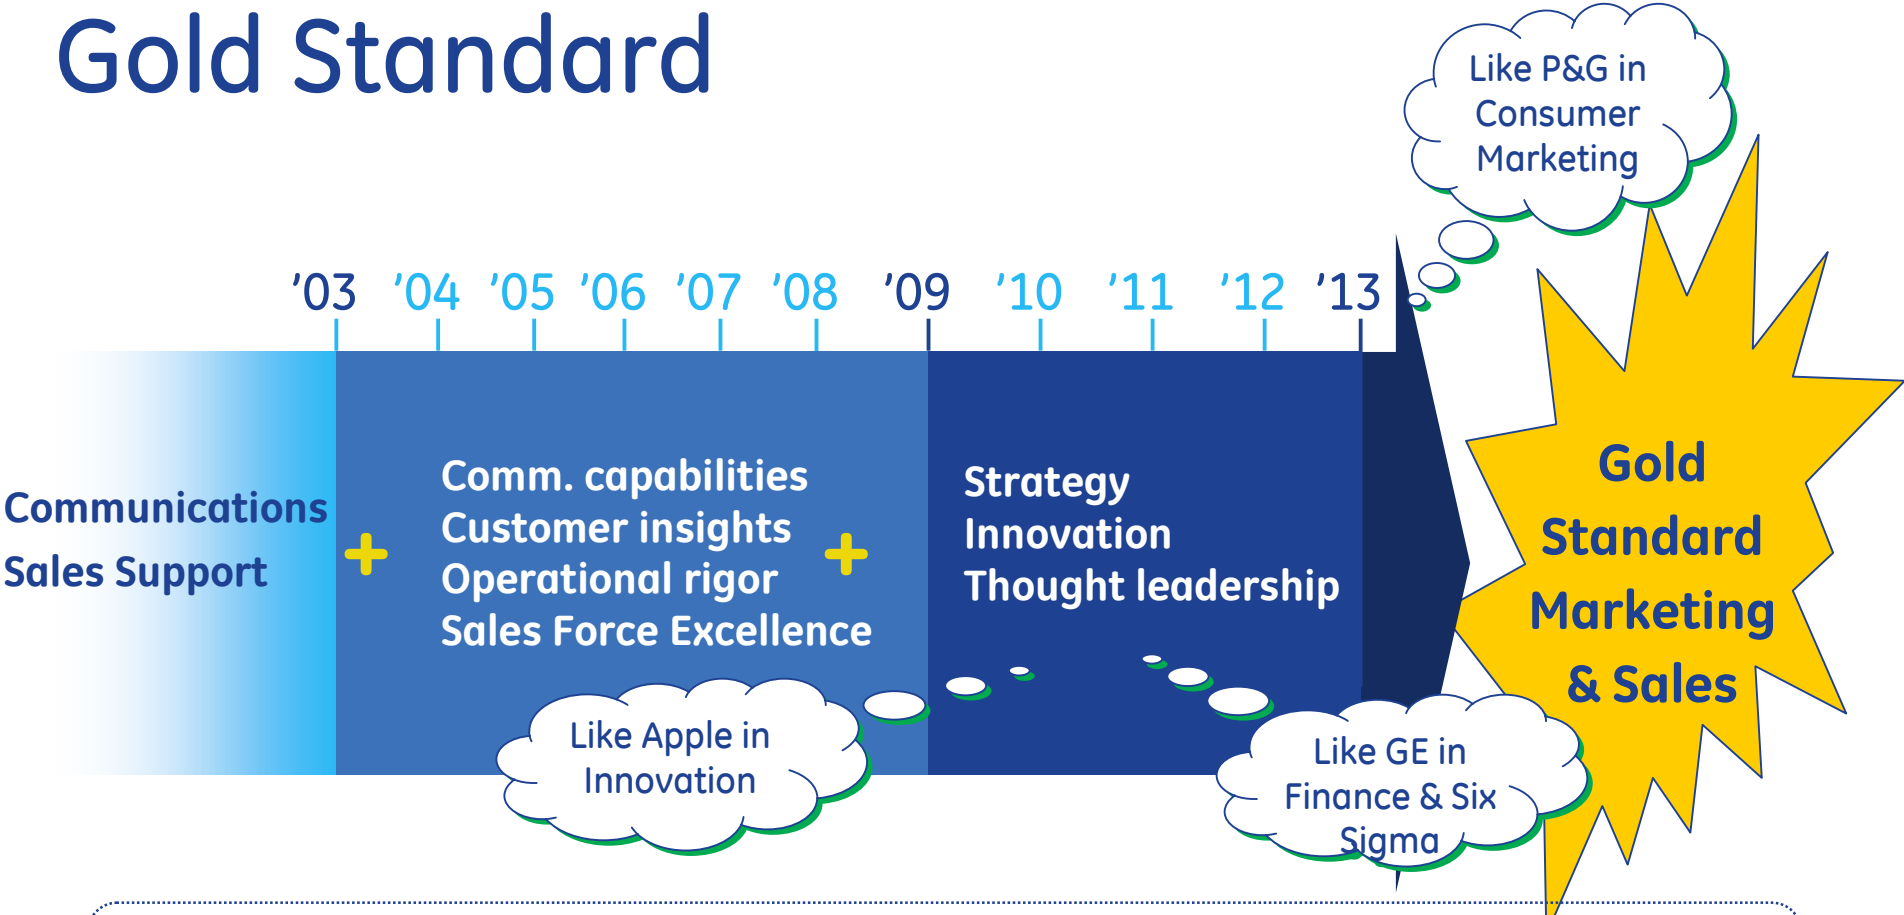 Gold Standard
Like P&G in
Consumer
Marketing
’03 ’04 ’05 ’06 ’07 ’08 ’09 ’10 ’11 ’12 ’13
Communications
Sales Support
+
Comm. capabilities
Customer insights
Operational rigor
Sales Force Excellence
+
Strategy
Innovation
Thought leadership
Gold
Standard
Marketing
& Sales
Like Apple in
Innovation
Like GE in
Finance & Six
Sigma